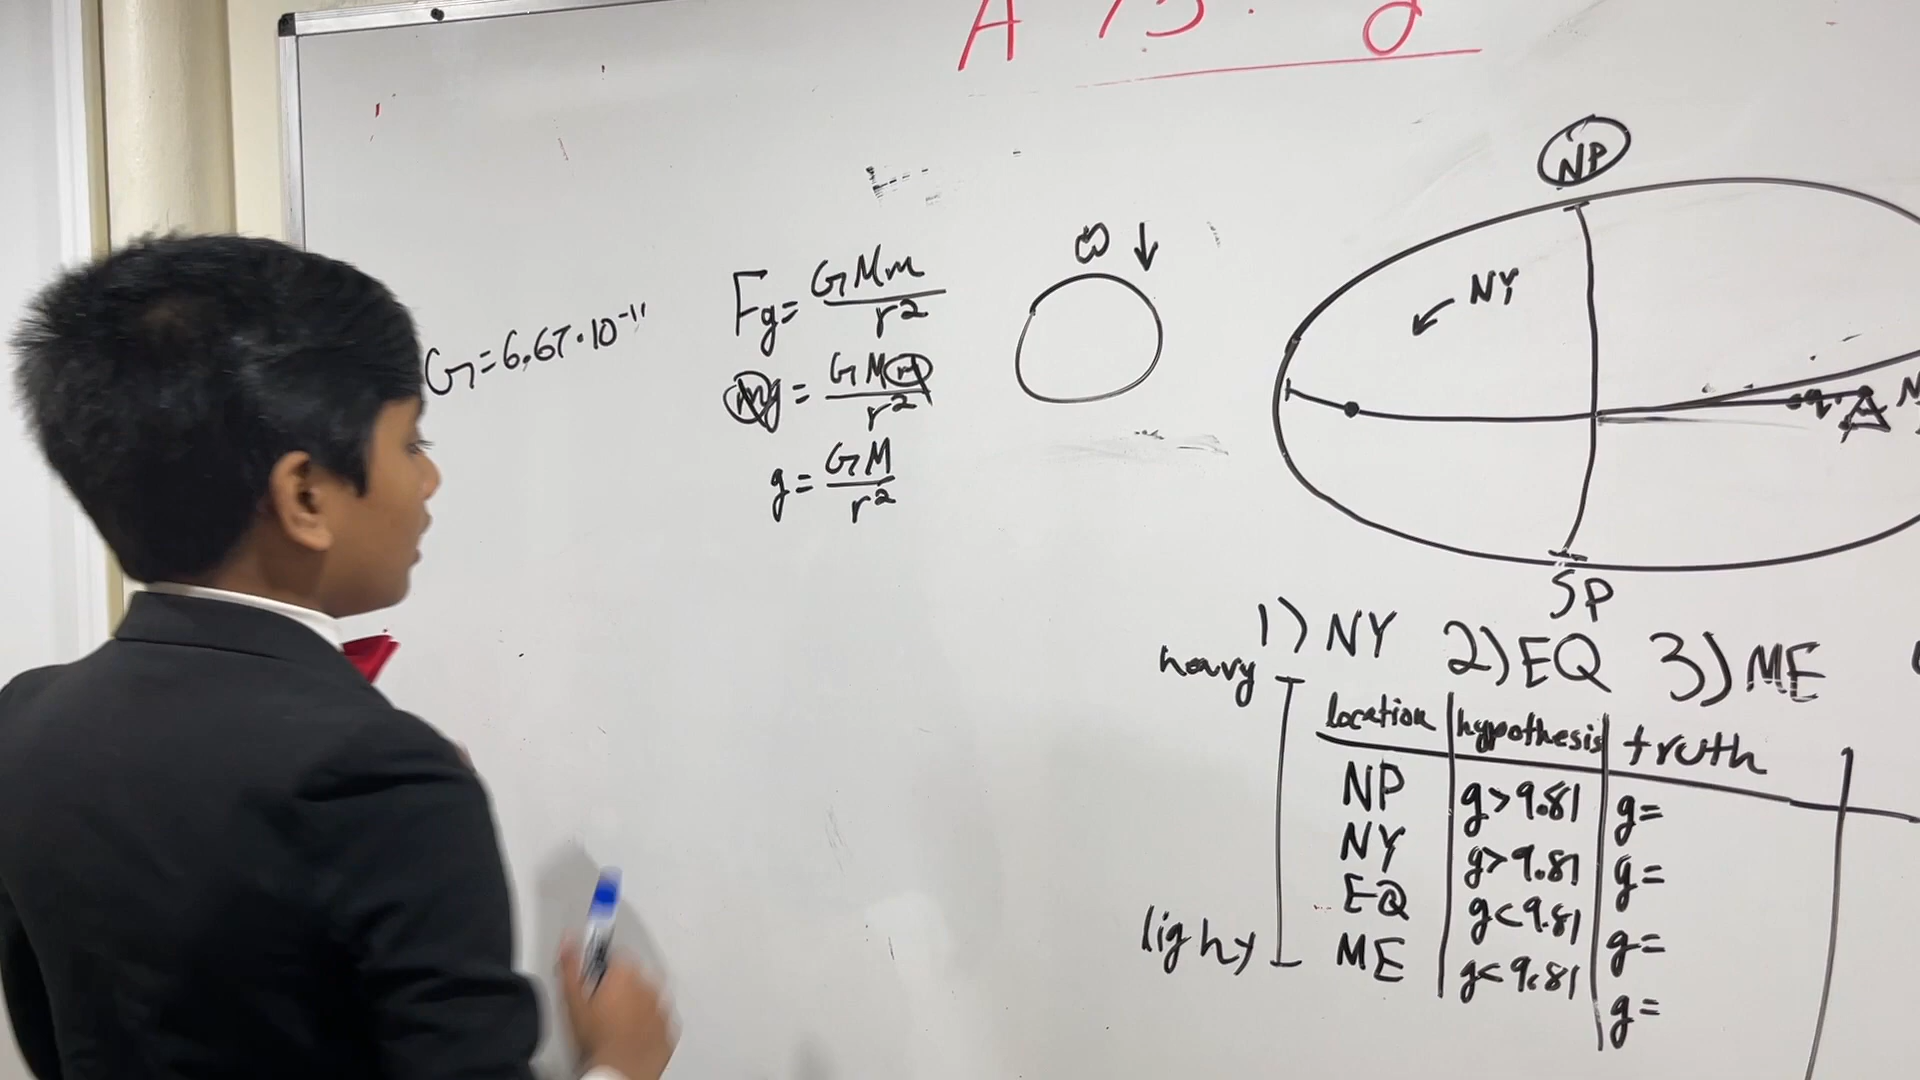 G=6.67·10⁻¹¹
Fg= GMm/r²
mg = GMm/r²
g= GM/r²
NP
NY
SP
1) NY 2) EQ 3) ME
heavy
lighy
location hypothesis truth
NP g>9.81 g=
NY g>9.81 g=
EQ g<9.81 g=
ME g<9.81 g=